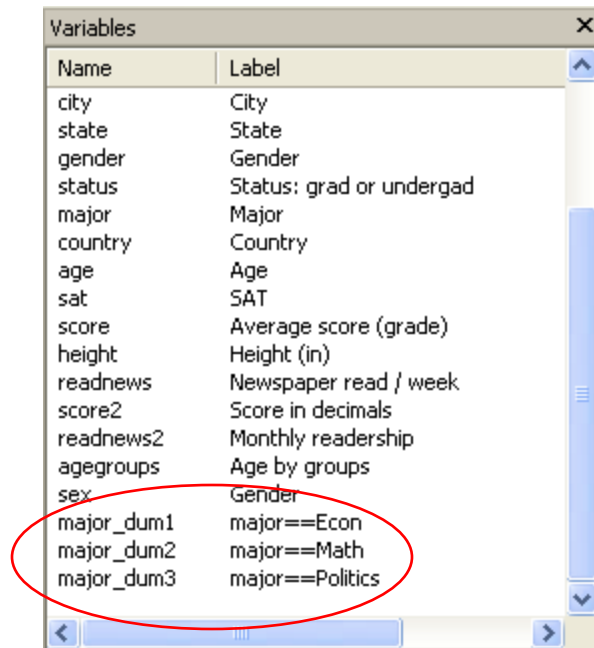 Variables
Name Label
city City
state State
gender Gender
status Status: grad or undergad
major Major
country Country
age Age
sat SAT
score Average score (grade)
height Height (in)
readnews Newspaper read / week
score2 Score in decimals
readnews2 Monthly readership
agegroups Age by groups
sex Gender
major_dum1 major==Econ
major_dum2 major==Math
major_dum3 major==Politics